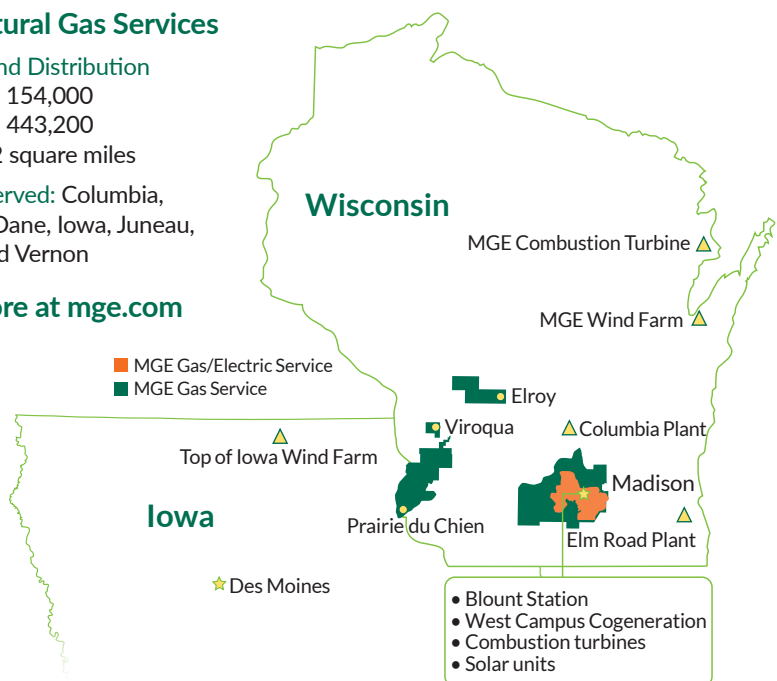 tural Gas Services
nd Distribution
154,000
443,200
2 square miles
erved: Columbia,
Dane, Iowa, Juneau,
d Vernon
ore at mge.com
Wisconsin
MGE Combustion Turbine
MGE Wind Farm
MGE Gas/Electric Service
MGE Gas Service
Elroy
Viroqua
Columbia Plant
Top of Iowa Wind Farm
Madison
Iowa
Prairie du Chien
Elm Road Plant
Des Moines
• Blount Station
• West Campus Cogeneration
• Combustion turbines
• Solar units